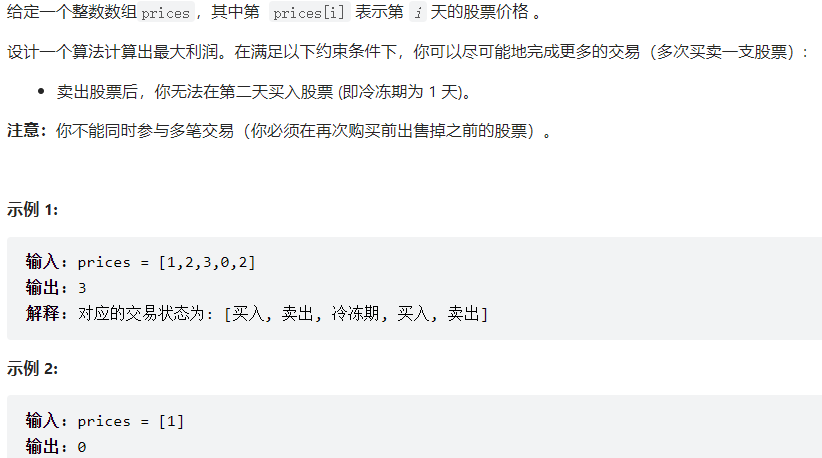 给定一个整数数组prices，其中第 prices[i] 表示第 i 天的股票价格 。
设计一个算法计算出最大利润。在满足以下约束条件下，你可以尽可能地完成更多的交易（多次买卖一支股票）:
• 卖出股票后，你无法在第二天买入股票 (即冷冻期为 1 天)。
注意：你不能同时参与多笔交易（你必须在再次购买前出售掉之前的股票）。
示例 1:
输入: prices = [1,2,3,0,2]
输出: 3
解释: 对应的交易状态为: [买入, 卖出, 冷冻期, 买入, 卖出]
示例 2:
输入: prices = [1]
输出: 0